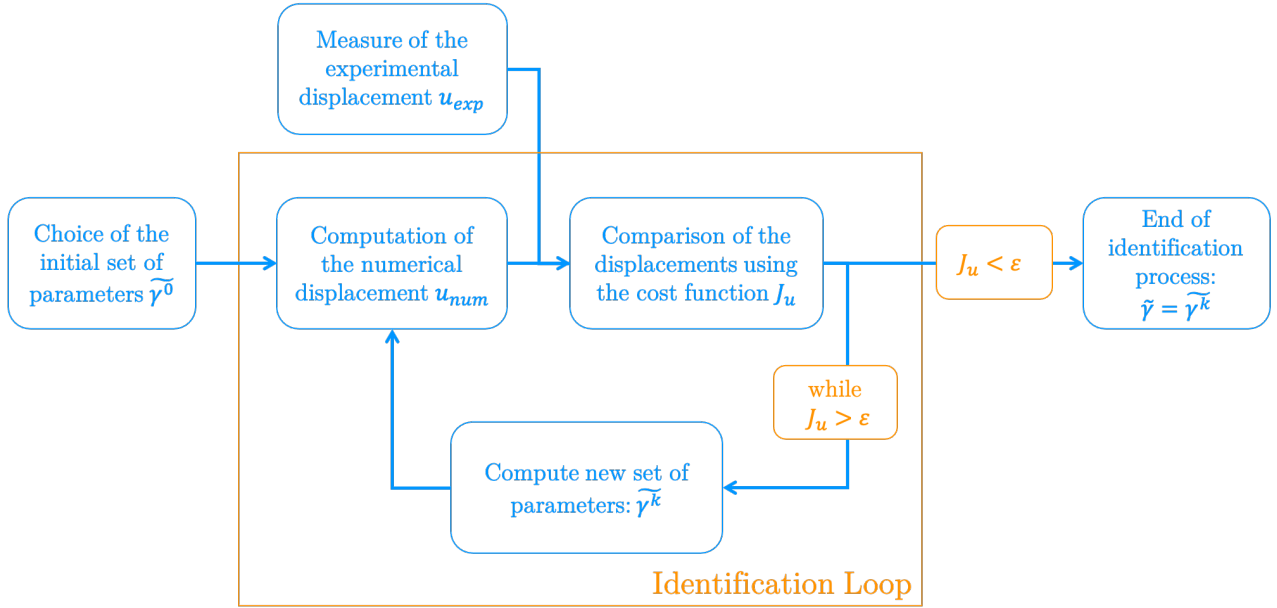 Measure of the
experimental
displacement u_exp
Choice of the
initial set of
parameters γ̃⁰
Computation of
the numerical
displacement u_num
Comparison of the
displacements using
the cost function J_u
J_u < ε
End of
identification
process:
γ̃ = γ̃ᵏ
while
J_u > ε
Compute new set of
parameters: γ̃ᵏ
Identification Loop